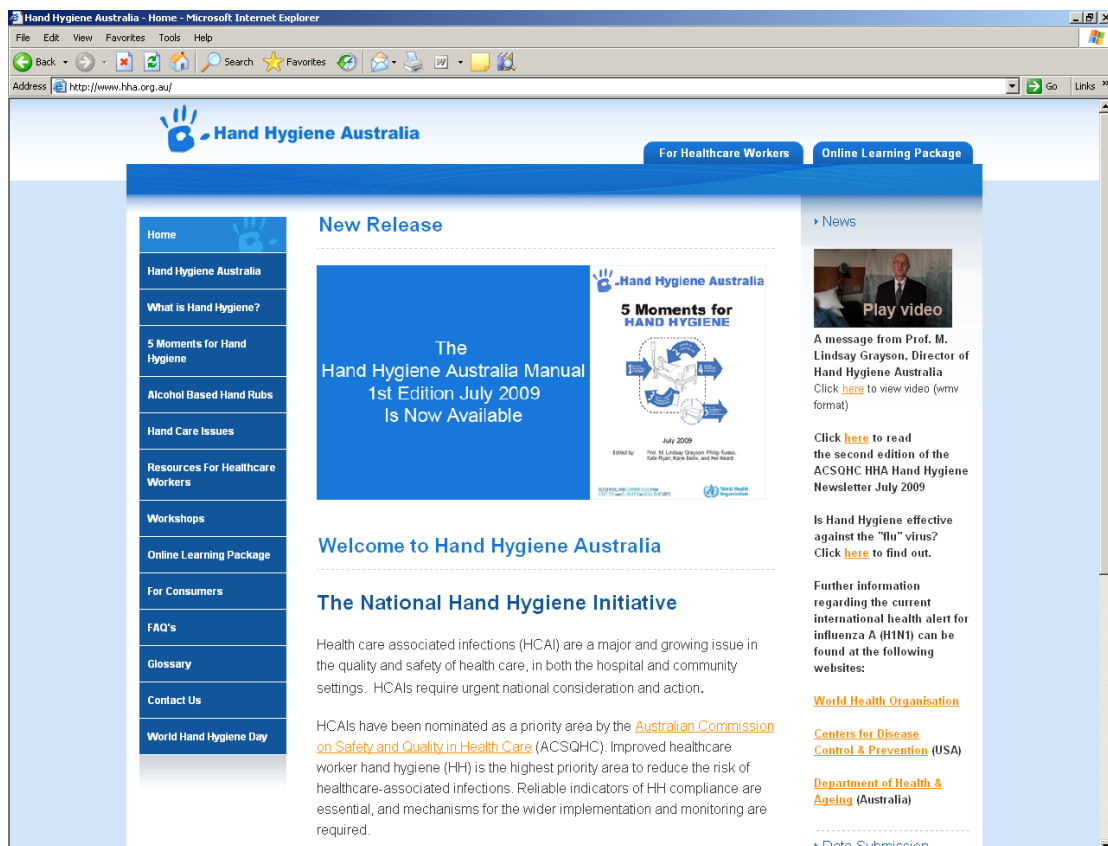 Hand Hygiene Australia - Home - Microsoft Internet Explorer
File Edit View Favorites Tools Help
Back Search Favorites
Address http://www.hha.org.au/ Go Links »
Hand Hygiene Australia
For Healthcare Workers
Online Learning Package
Home
Hand Hygiene Australia
What is Hand Hygiene?
5 Moments for Hand
Hygiene
Alcohol Based Hand Rubs
Hand Care Issues
Resources For Healthcare
Workers
Workshops
Online Learning Package
For Consumers
FAQ's
Glossary
Contact Us
World Hand Hygiene Day
New Release
The
Hand Hygiene Australia Manual
1st Edition July 2009
Is Now Available
Hand Hygiene Australia
5 Moments for
HAND HYGIENE
July 2009
Edited by: Prof. M. Lindsay Grayson, Philip Russo,
World Health
Organization
Welcome to Hand Hygiene Australia
The National Hand Hygiene Initiative
Health care associated infections (HCAI) are a major and growing issue in
the quality and safety of health care, in both the hospital and community
settings. HCAIs require urgent national consideration and action.
HCAIs have been nominated as a priority area by the Australian Commission
on Safety and Quality in Health Care (ACSQHC). Improved healthcare
worker hand hygiene (HH) is the highest priority area to reduce the risk of
healthcare-associated infections. Reliable indicators of HH compliance are
essential, and mechanisms for the wider implementation and monitoring are
required.
News
Play video
A message from Prof. M.
Lindsay Grayson, Director of
Hand Hygiene Australia
Click here to view video (wmv
format)
Click here to read
the second edition of the
ACSQHC HHA Hand Hygiene
Newsletter July 2009
Is Hand Hygiene effective
against the "flu" virus?
Click here to find out.
Further information
regarding the current
international health alert for
influenza A (H1N1) can be
found at the following
websites:
World Health Organisation
Centers for Disease
Control & Prevention (USA)
Department of Health &
Ageing (Australia)
Data Submission